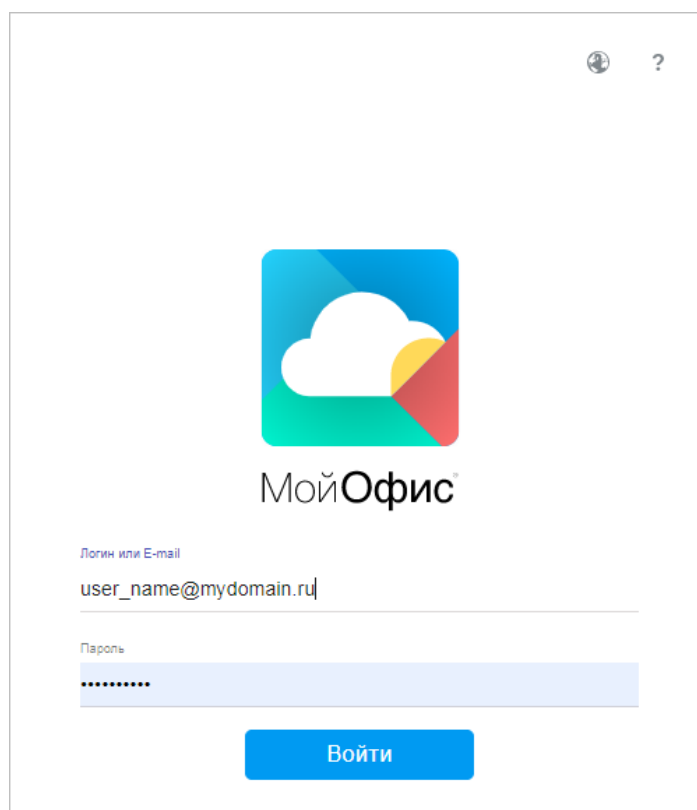 ?
МойОфис
Логин или E-mail
user_name@mydomain.ru
Пароль
••••••••••
Войти